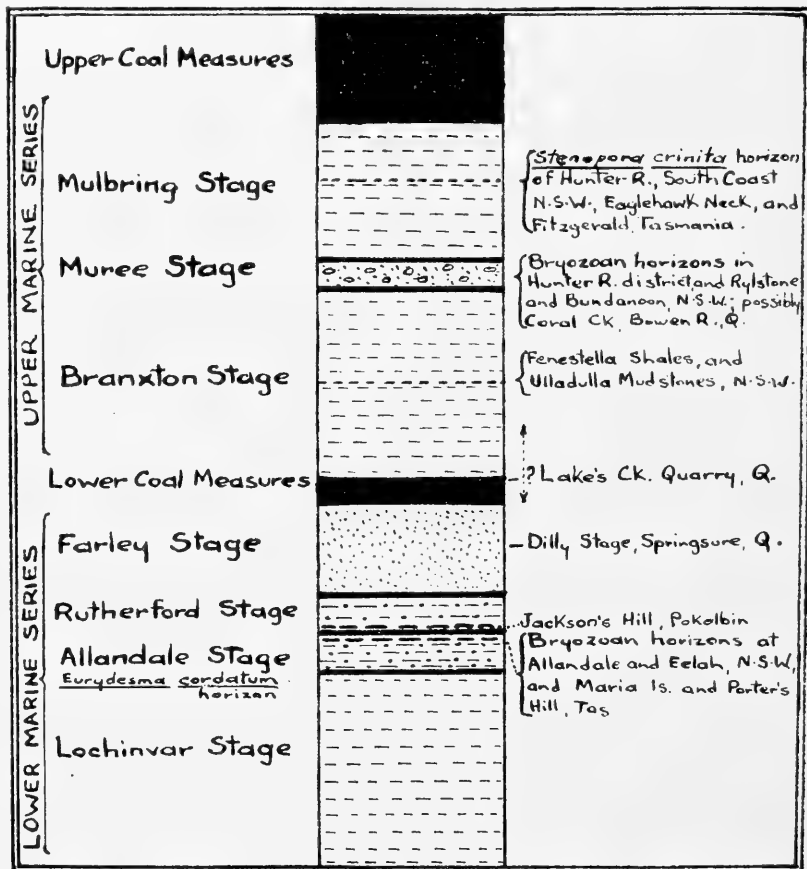 Upper Coal Measures
UPPER MARINE SERIES
Mulbring Stage
Stenopora crinita horizon
of Hunter R., South Coast
N.S.W., Eaglehawk Neck, and
Fitzgerald, Tasmania.
Muree Stage
Bryozoan horizons in
Hunter R. district, and Rylstone
and Bundanoon, N.S.W.; possibly
Coral Ck, Bowen R., Q.
Branxton Stage
Fenestella Shales, and
Ulladulla Mudstones, N.S.W.
Lower Coal Measures
? Lake's Ck. Quarry, Q.
LOWER MARINE SERIES
Farley Stage
Dilly Stage, Springsure, Q.
Rutherford Stage
Jackson's Hill, Pokolbin
Allandale Stage
Eurydesma cordatum
horizon
Bryozoan horizons at
Allandale and Eelah, N.S.W,
and Maria Is. and Porter's
Hill, Tas
Lochinvar Stage